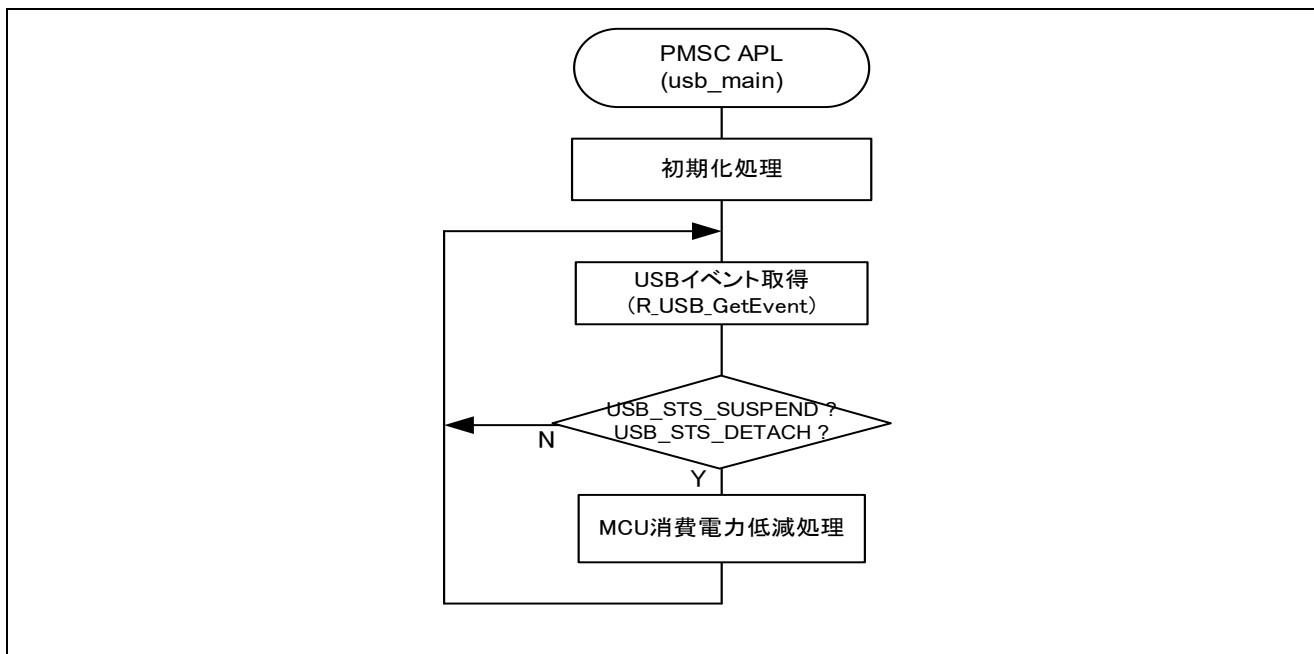 PMSC APL
(usb_main)
初期化処理
USBイベント取得
（R_USB_GetEvent）
USB_STS_SUSPEND ?
USB_STS_DETACH ?
N
Y
MCU消費電力低減処理